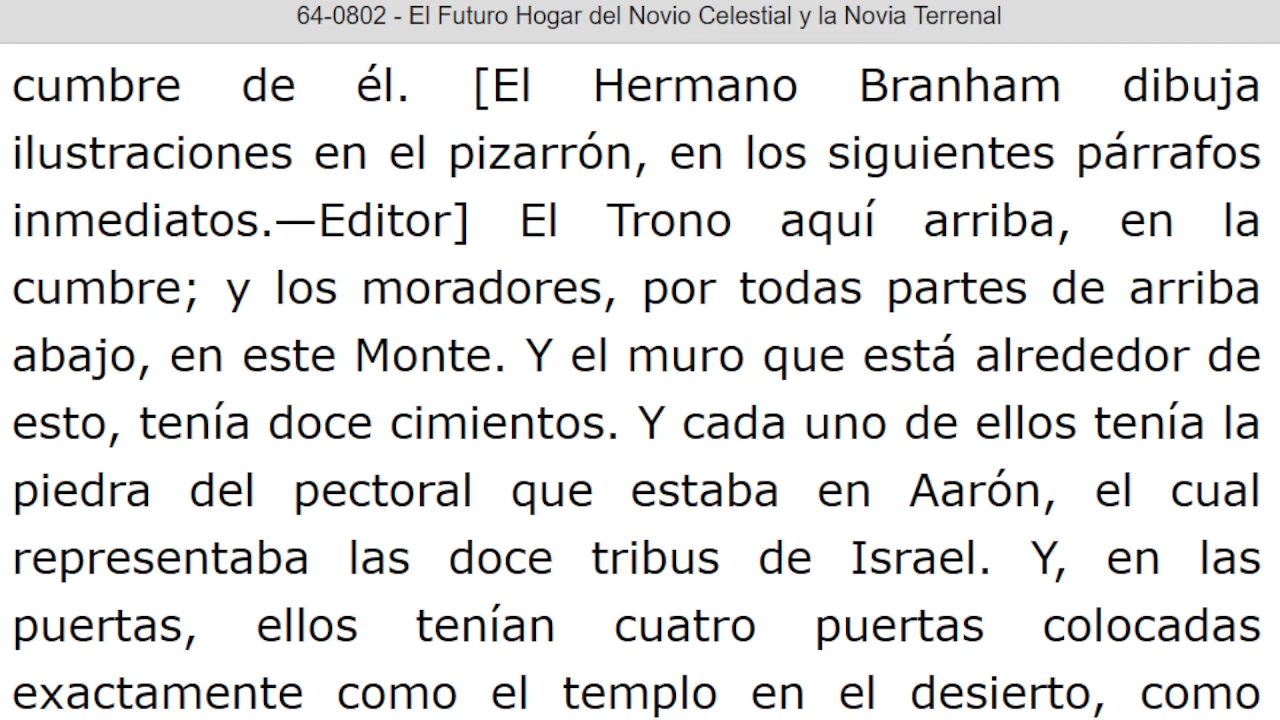 64-0802 - El Futuro Hogar del Novio Celestial y la Novia Terrenal
cumbre de él. [El Hermano Branham dibuja
ilustraciones en el pizarrón, en los siguientes párrafos
inmediatos.—Editor] El Trono aquí arriba, en la
cumbre; y los moradores, por todas partes de arriba
abajo, en este Monte. Y el muro que está alrededor de
esto, tenía doce cimientos. Y cada uno de ellos tenía la
piedra del pectoral que estaba en Aarón, el cual
representaba las doce tribus de Israel. Y, en las
puertas, ellos tenían cuatro puertas colocadas
exactamente como el templo en el desierto, como